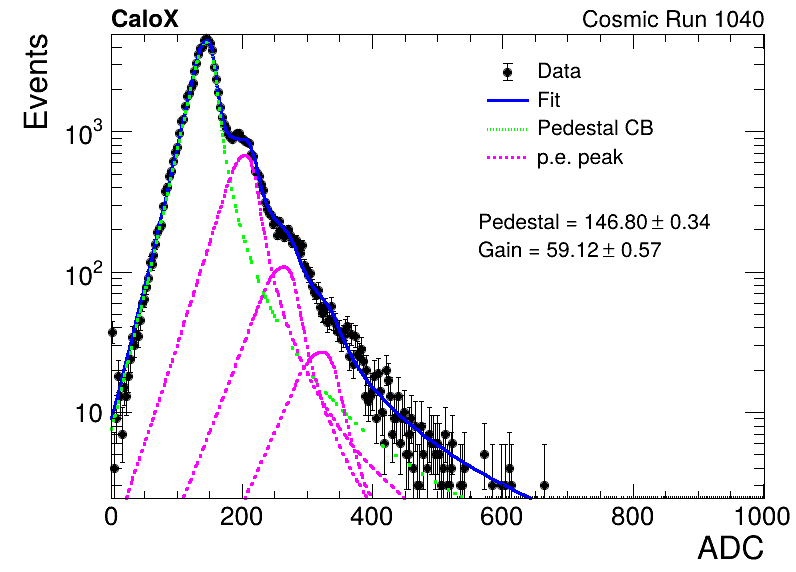 CaloX Cosmic Run 1040
Events
Data
Fit
Pedestal CB
p.e. peak
Pedestal = 146.80 ± 0.34
Gain = 59.12 ± 0.57
10³
10²
10
0 200 400 600 800 1000
ADC